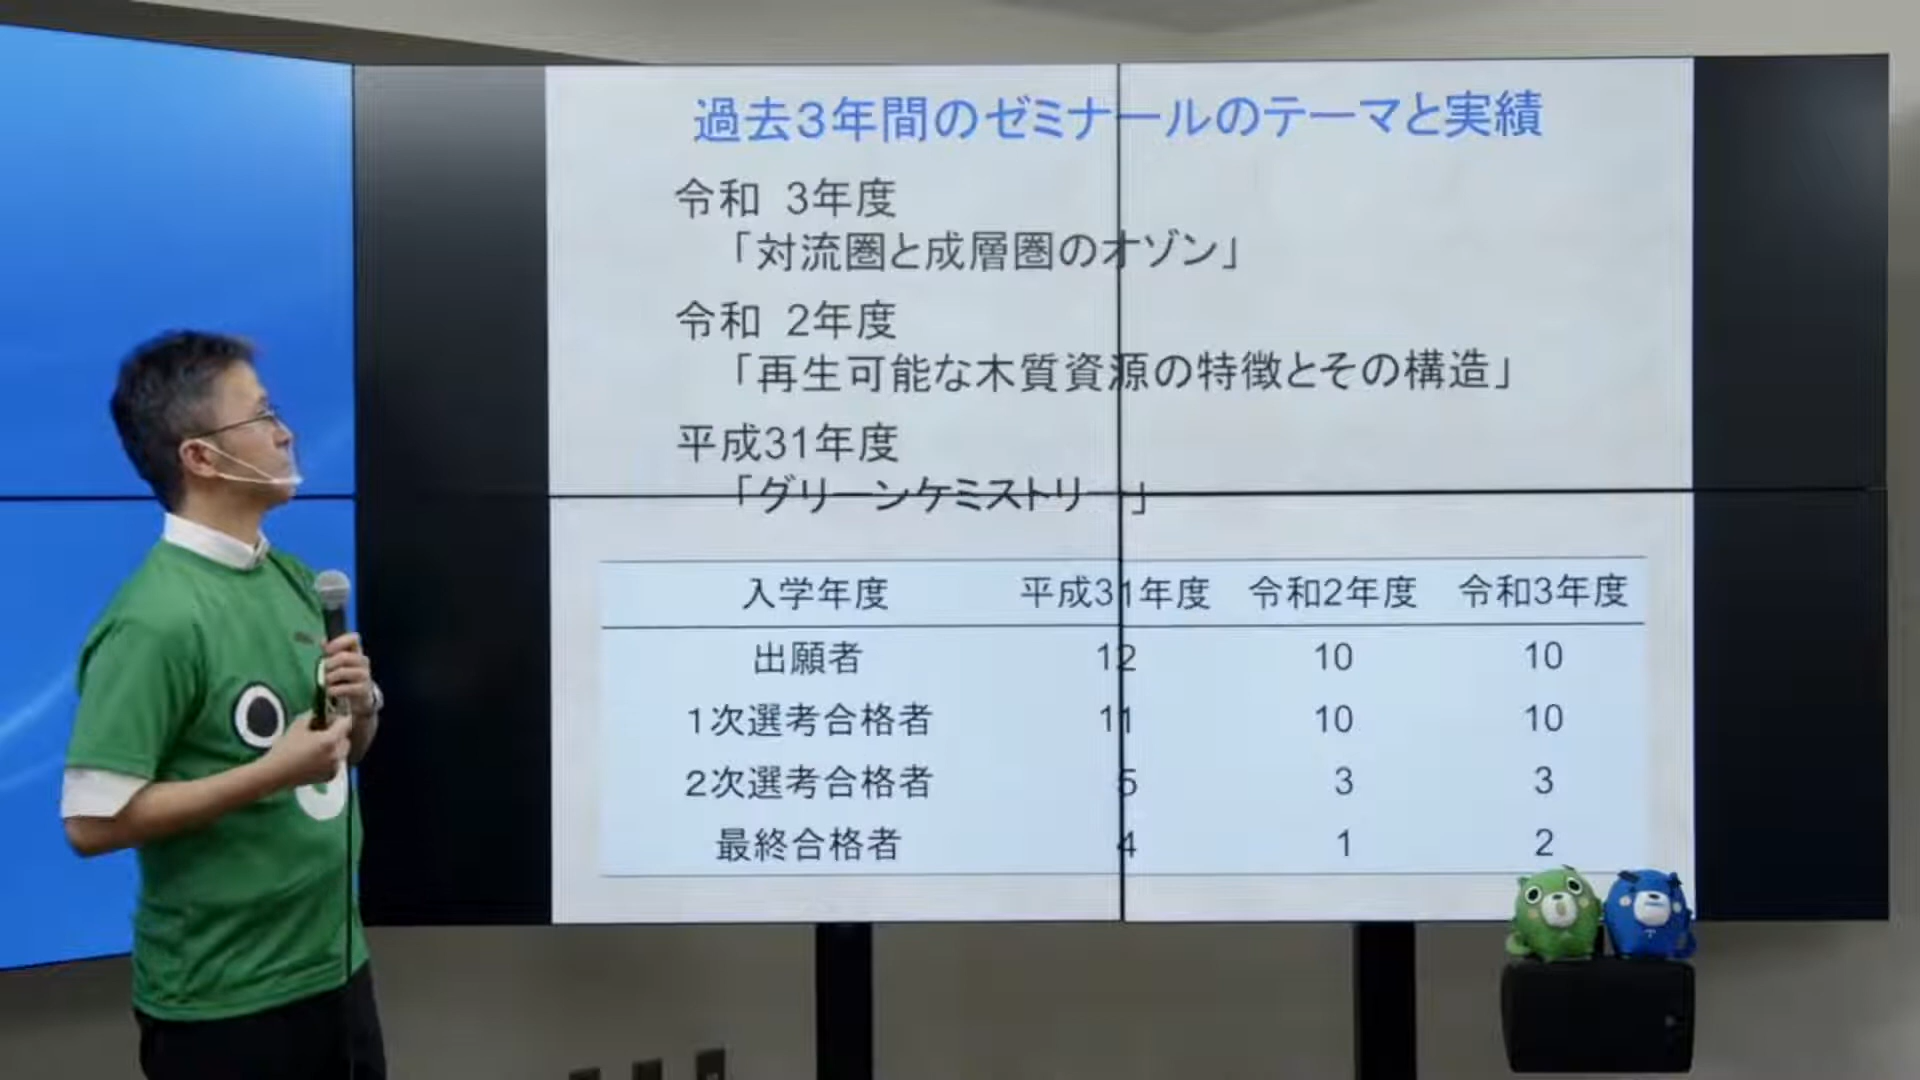 過去3年間のゼミナールのテーマと実績
令和 3年度
「対流圏と成層圏のオゾン」
令和 2年度
「再生可能な木質資源の特徴とその構造」
平成31年度
「グリーンケミストリー」
入学年度 平成31年度 令和2年度 令和3年度
出願者 12 10 10
1次選考合格者 11 10 10
2次選考合格者 5 3 3
最終合格者 4 1 2